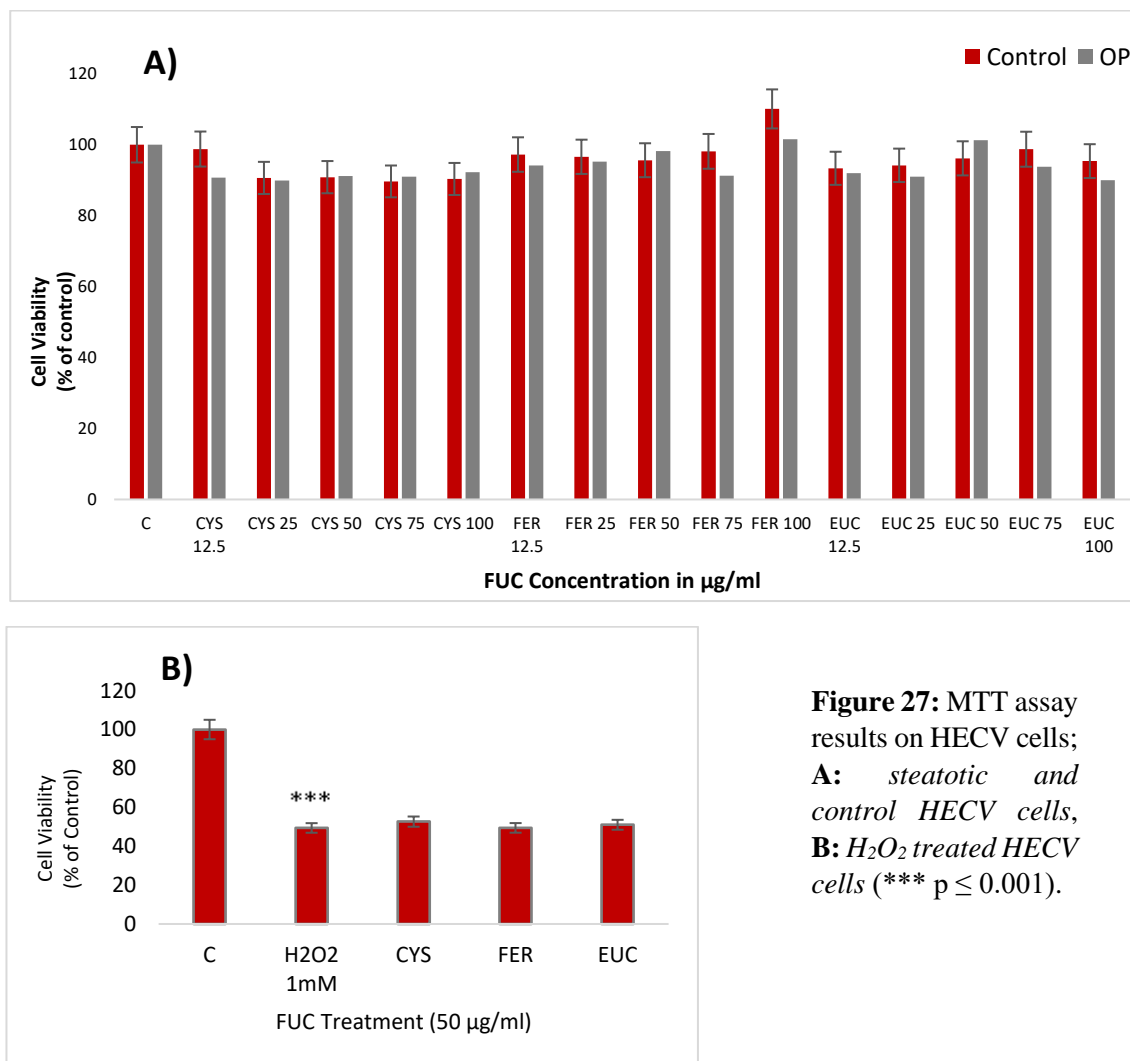 A)
Control OP
120
100
80
60
40
20
0
Cell Viability
(% of control)
C CYS 12.5 CYS 25 CYS 50 CYS 75 CYS 100 FER 12.5 FER 25 FER 50 FER 75 FER 100 EUC 12.5 EUC 25 EUC 50 EUC 75 EUC 100
FUC Concentration in µg/ml
B)
120
100
80
60
40
20
0
Cell Viability
(% of Control)
***
C H2O2 1mM CYS FER EUC
FUC Treatment (50 µg/ml)
Figure 27: MTT assay
results on HECV cells;
A: steatotic and
control HECV cells,
B: H₂O₂ treated HECV
cells (*** p ≤ 0.001).